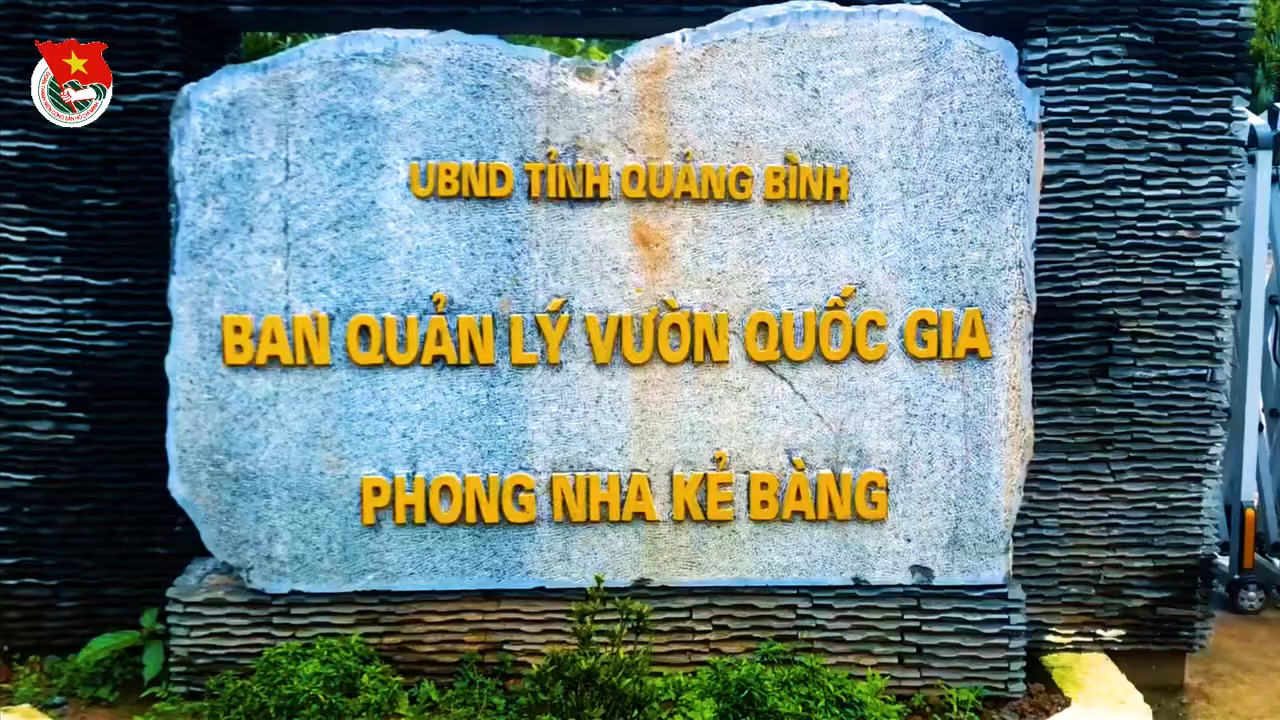 UBND TỈNH QUẢNG BÌNH
BAN QUẢN LÝ VƯỜN QUỐC GIA
PHONG NHA KẺ BÀNG